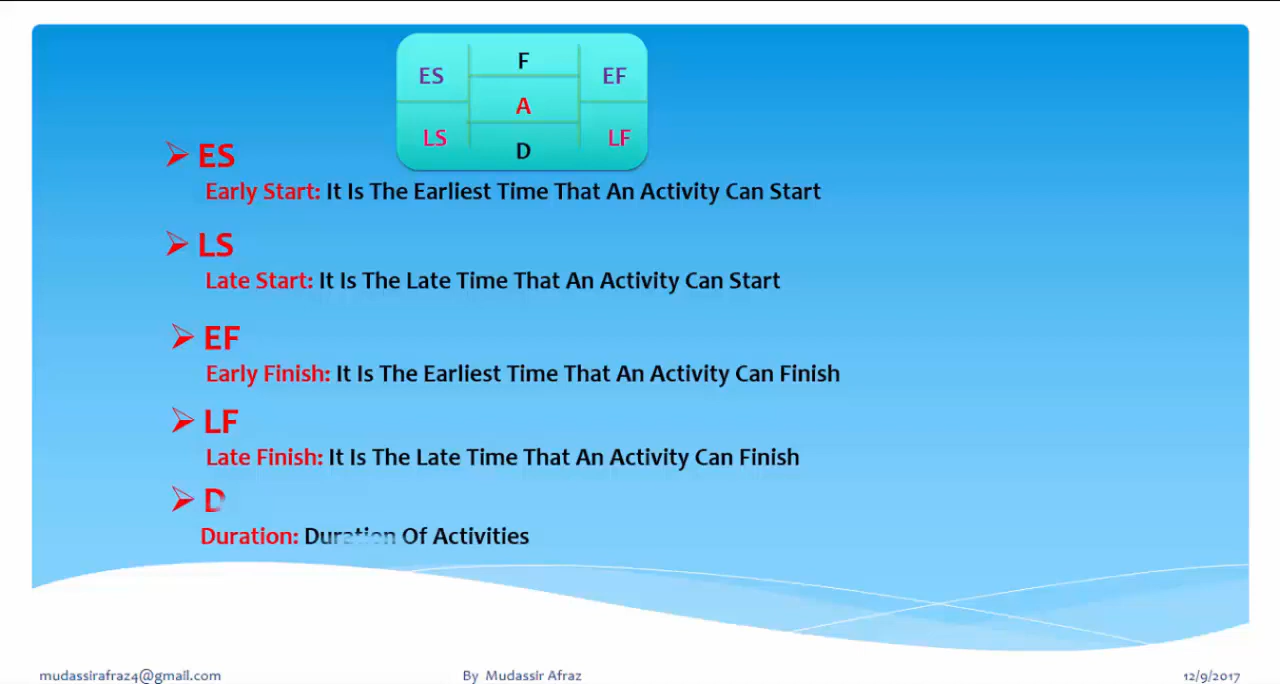 F
ES
EF
A
LS
LF
D
ES
Early Start: It Is The Earliest Time That An Activity Can Start
LS
Late Start: It Is The Late Time That An Activity Can Start
EF
Early Finish: It Is The Earliest Time That An Activity Can Finish
LF
Late Finish: It Is The Late Time That An Activity Can Finish
D
Duration: Duration Of Activities
mudassirafraz4@gmail.com By Mudassir Afraz 12/9/2017